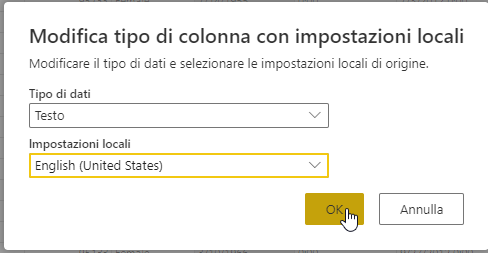 Modifica tipo di colonna con impostazioni locali
Modificare il tipo di dati e selezionare le impostazioni locali di origine.
Tipo di dati
Testo
Impostazioni locali
English (United States)
OK Annulla